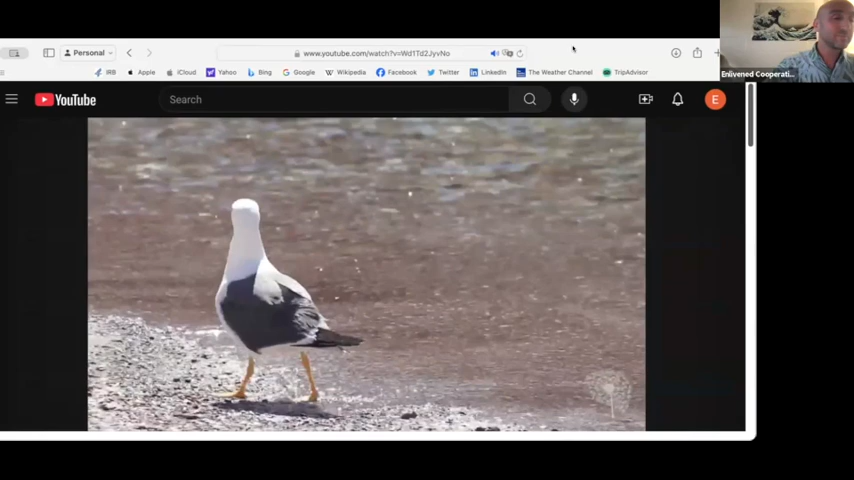 Personal
www.youtube.com/watch?v=Wd1Td2JyvNo
IRB Apple iCloud Yahoo Bing Google Wikipedia Facebook Twitter LinkedIn The Weather Channel TripAdvisor
Enlivened Cooperati...
YouTube
Search
E